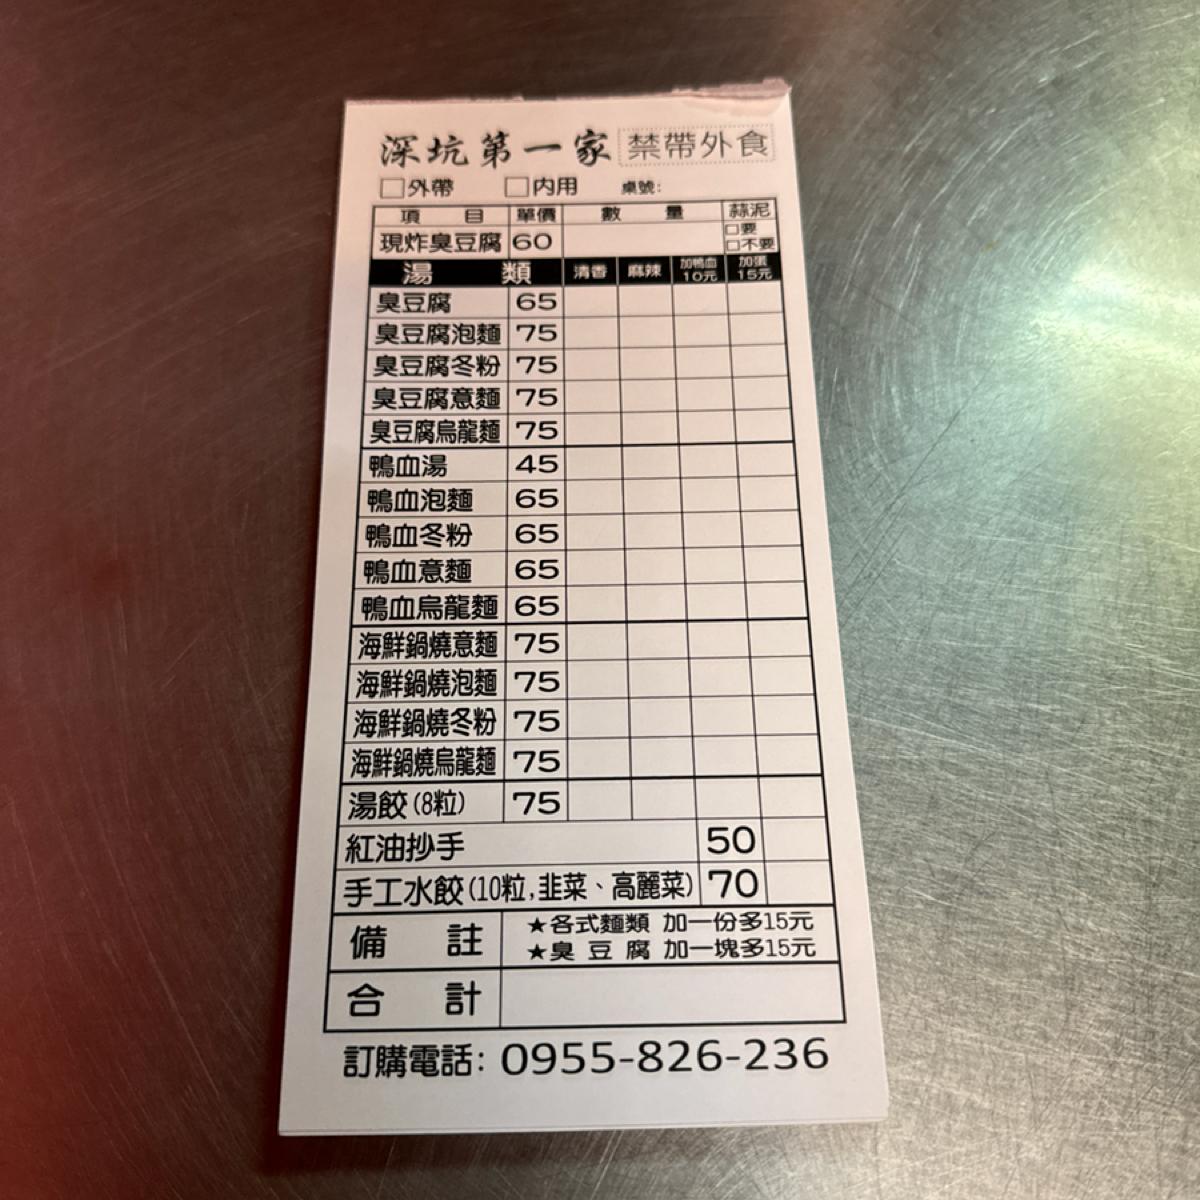 深坑第一家 禁帶外食
□外帶 □內用 桌號:
項目 單價 數量 蒜泥
現炸臭豆腐 60 □要 □不要
湯類 清香 麻辣 加鴨血10元 加蛋15元
臭豆腐 65
臭豆腐泡麵 75
臭豆腐冬粉 75
臭豆腐意麵 75
臭豆腐烏龍麵 75
鴨血湯 45
鴨血泡麵 65
鴨血冬粉 65
鴨血意麵 65
鴨血烏龍麵 65
海鮮鍋燒意麵 75
海鮮鍋燒泡麵 75
海鮮鍋燒冬粉 75
海鮮鍋燒烏龍麵 75
湯餃(8粒) 75
紅油抄手 50
手工水餃(10粒,韭菜、高麗菜) 70
備註 ★各式麵類 加一份多15元
★臭豆腐 加一塊多15元
合計
訂購電話: 0955-826-236